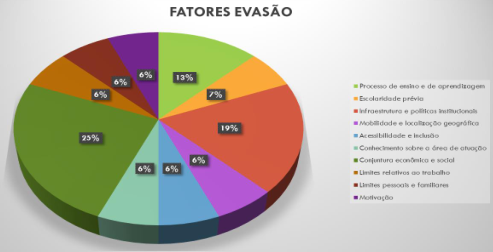 FATORES EVASÃO
13%
7%
19%
6%
6%
6%
25%
6%
6%
6%
Processo de ensino e de aprendizagem
Escolaridade prévia
Infraestrutura e políticas institucionais
Mobilidade e localização geográfica
Acessibilidade e inclusão
Conhecimento sobre a área de atuação
Conjuntura econômica e social
Limites relativos ao trabalho
Limites pessoais e familiares
Motivação